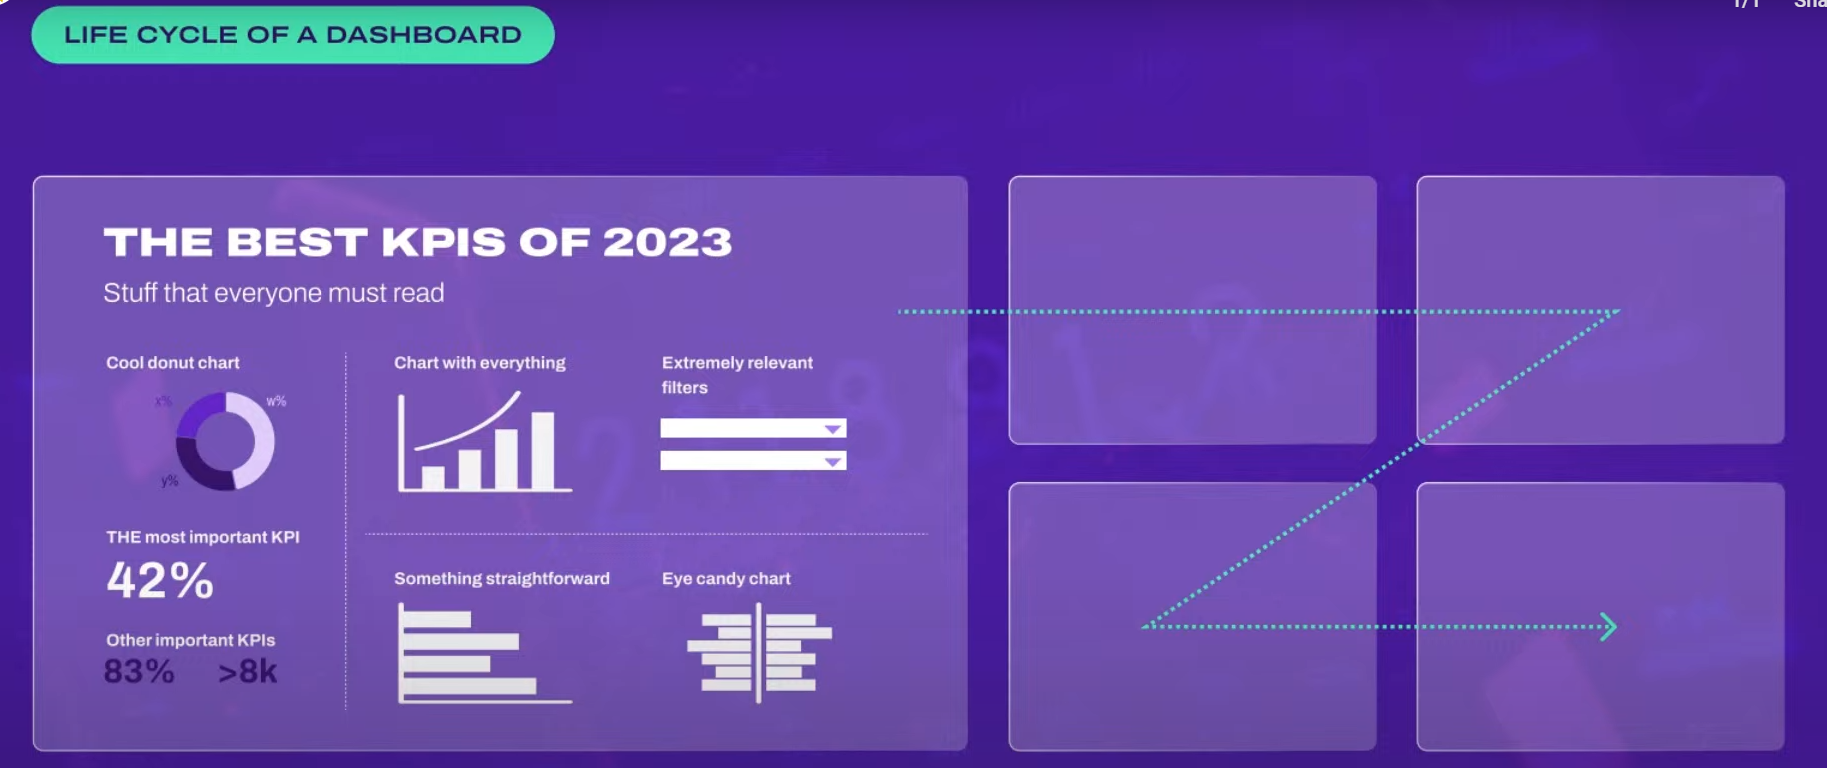 1/1 Sha
LIFE CYCLE OF A DASHBOARD
THE BEST KPIS OF 2023
Stuff that everyone must read
Cool donut chart
x%
w%
y%
THE most important KPI
42%
Other important KPIs
83% >8k
Chart with everything
Extremely relevant
filters
Something straightforward
Eye candy chart